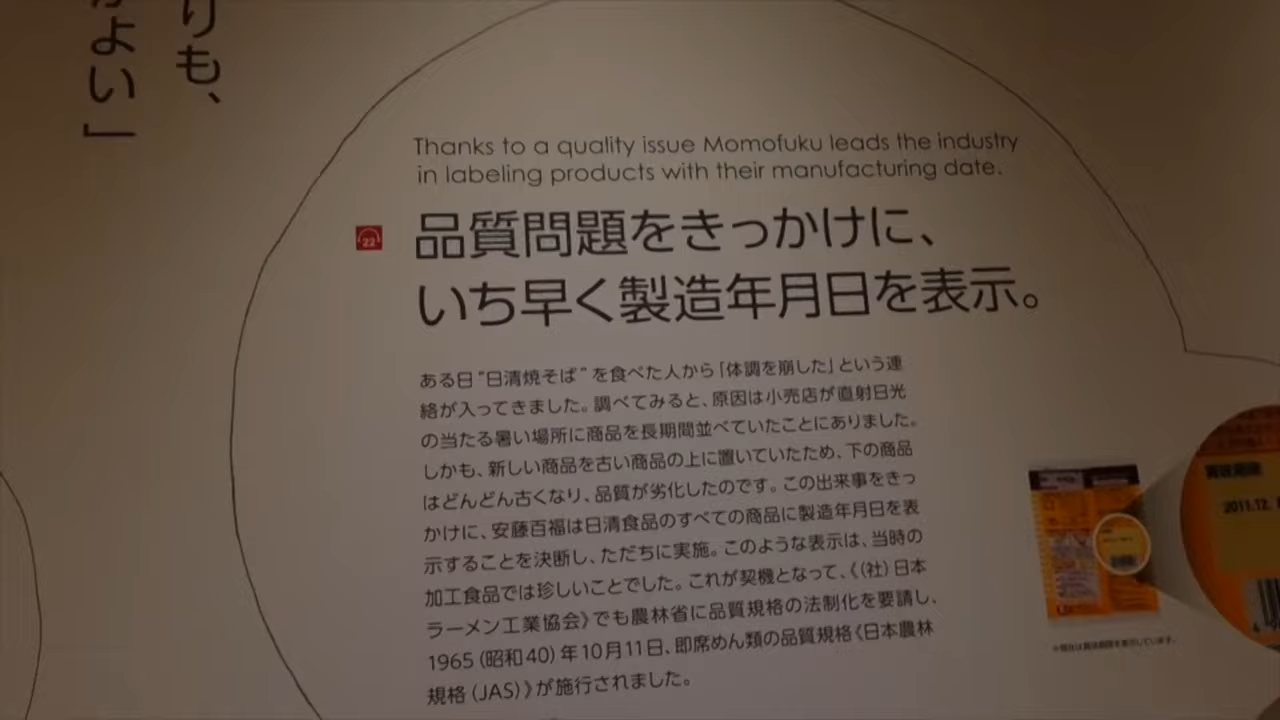 りも、
がよい」
Thanks to a quality issue Momofuku leads the industry
in labeling products with their manufacturing date.
22
品質問題をきっかけに、
いち早く製造年月日を表示。
ある日“日清焼そば”を食べた人から「体調を崩した」という連
絡が入ってきました。調べてみると、原因は小売店が直射日光
の当たる暑い場所に商品を長期間並べていたことにありました。
しかも、新しい商品を古い商品の上に置いていたため、下の商品
はどんどん古くなり、品質が劣化したのです。この出来事をきっ
かけに、安藤百福は日清食品のすべての商品に製造年月日を表
示することを決断し、ただちに実施。このような表示は、当時の
加工食品では珍しいことでした。これが契機となって、《(社)日本
ラーメン工業協会》でも農林省に品質規格の法制化を要請し、
1965(昭和40)年10月11日、即席めん類の品質規格《日本農林
規格(JAS)》が施行されました。
賞味期限
2011.12.
※現在は賞味期限を表示しています。